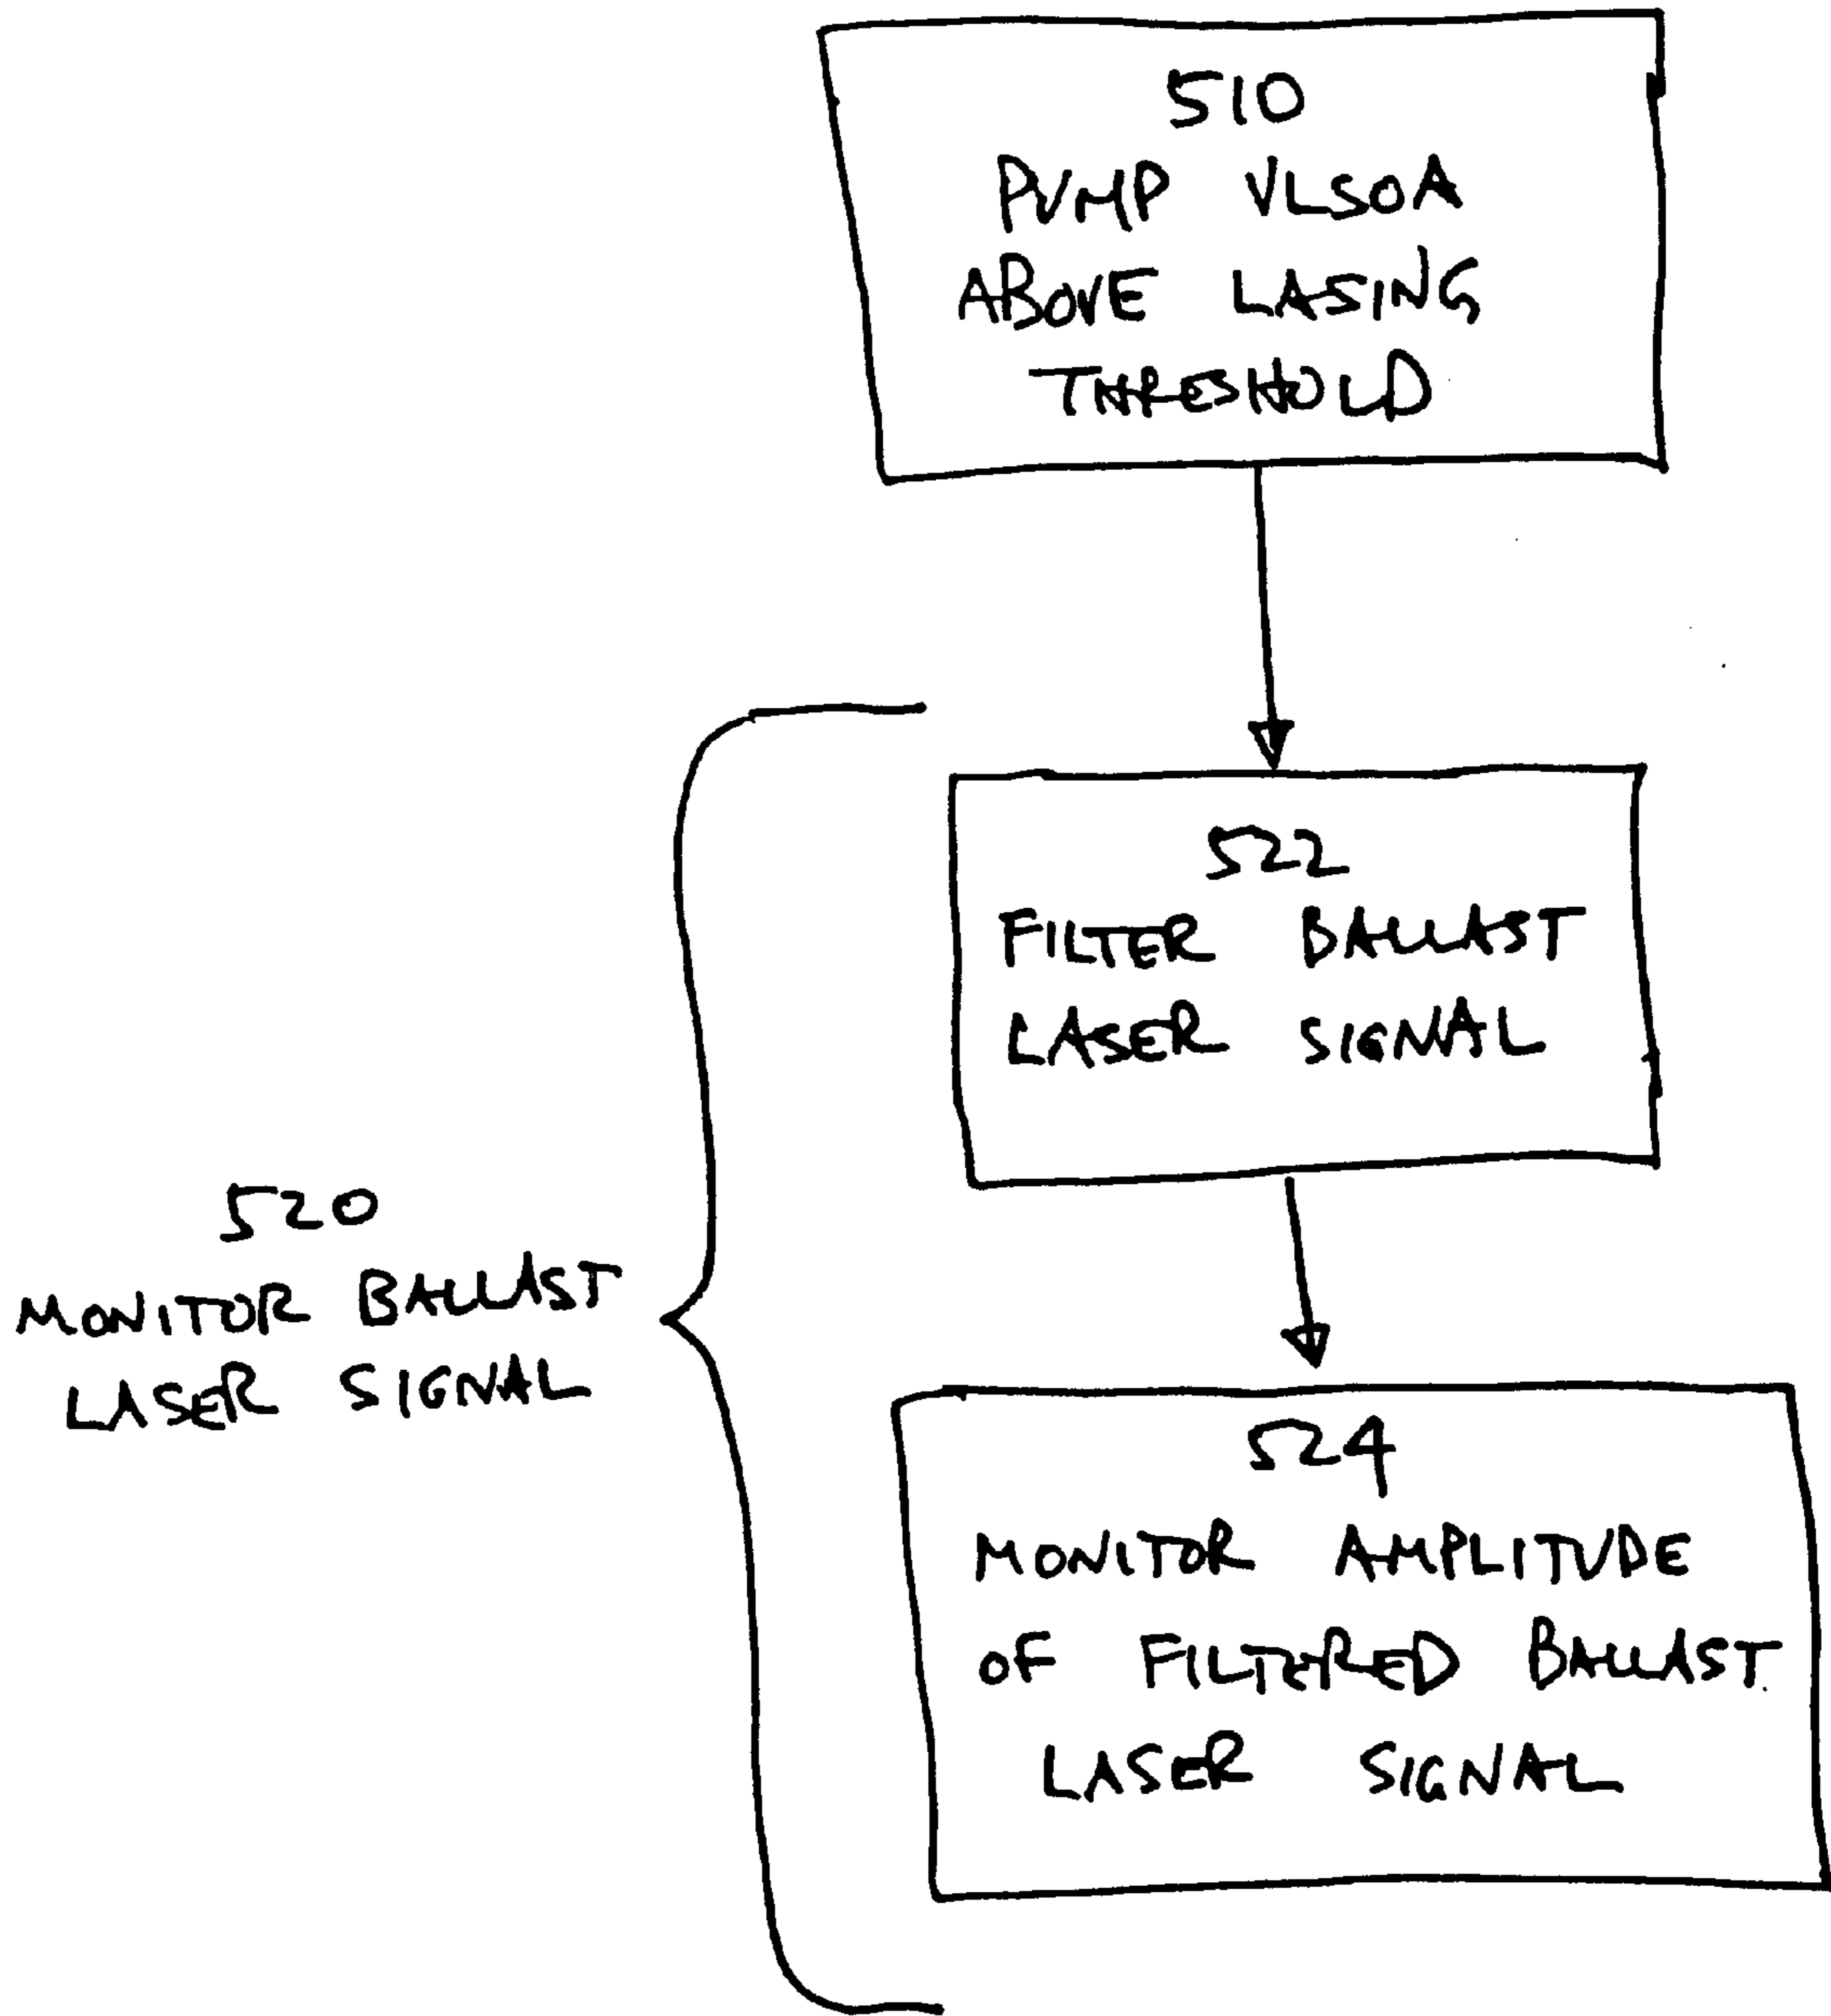 510
PUMP VLSOA
ABOVE LASING
THRESHOLD
522
FILTER BALLAST
LASER SIGNAL
520
MONITOR BALLAST
LASER SIGNAL
524
MONITOR AMPLITUDE
OF FILTERED BALLAST
LASER SIGNAL